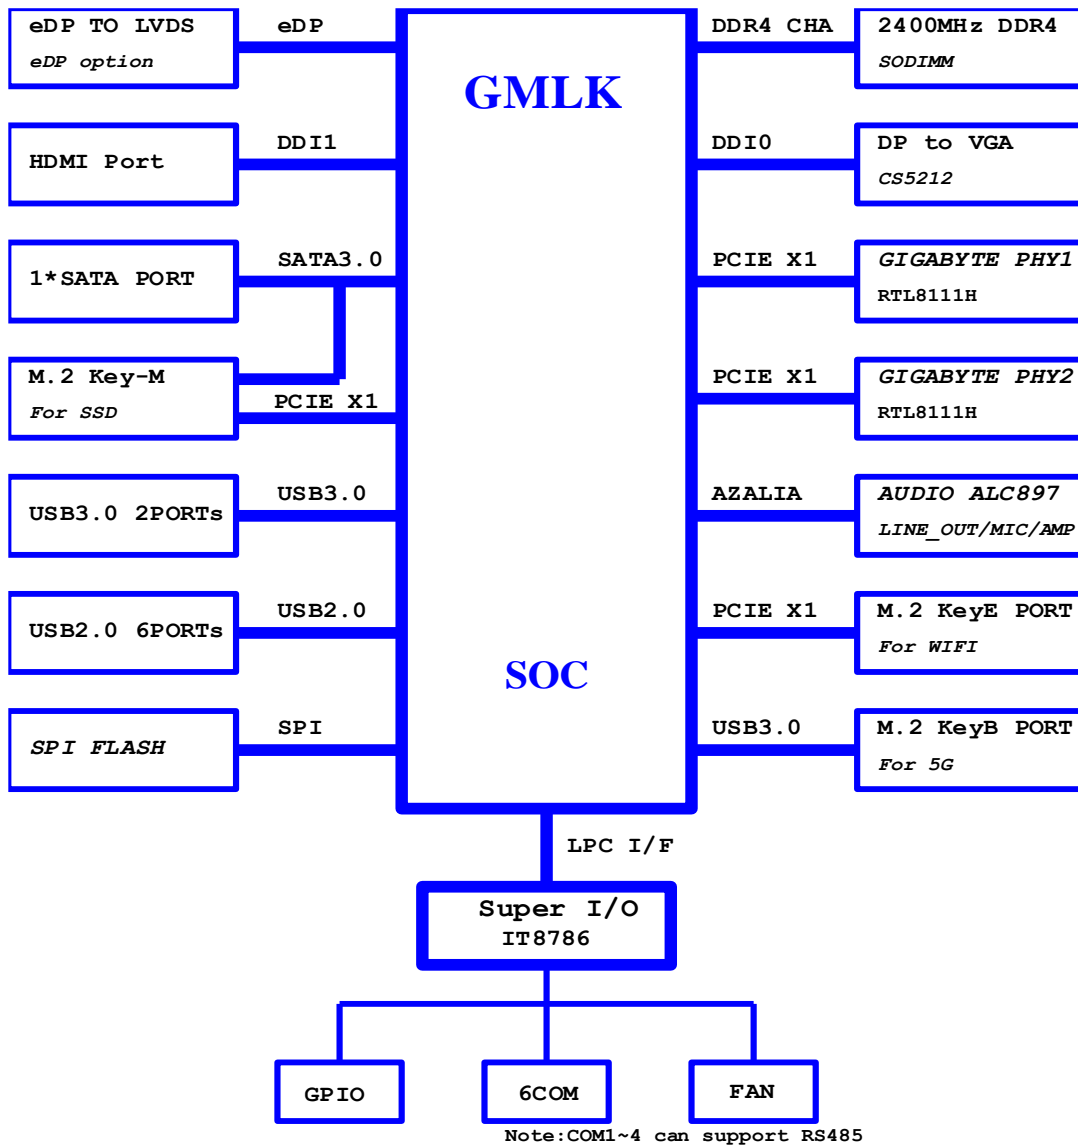 eDP TO LVDS
eDP option
eDP
HDMI Port
DDI1
1*SATA PORT
SATA3.0
M.2 Key-M
For SSD
PCIE X1
USB3.0 2PORTs
USB3.0
USB2.0 6PORTs
USB2.0
SPI FLASH
SPI
GMLK
SOC
DDR4 CHA
2400MHz DDR4
SODIMM
DDI0
DP to VGA
CS5212
PCIE X1
GIGABYTE PHY1
RTL8111H
PCIE X1
GIGABYTE PHY2
RTL8111H
AZALIA
AUDIO ALC897
LINE_OUT/MIC/AMP
PCIE X1
M.2 KeyE PORT
For WIFI
USB3.0
M.2 KeyB PORT
For 5G
LPC I/F
Super I/O
IT8786
GPIO
6COM
FAN
Note:COM1~4 can support RS485